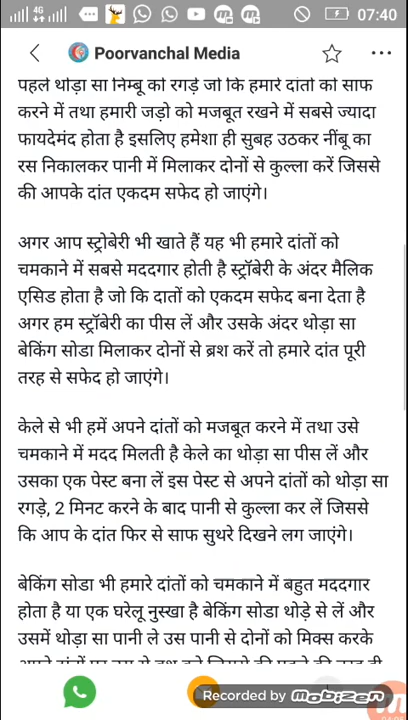 4G
07:40
Poorvanchal Media
पहले थोड़ा सा निम्बू को रगड़े जो कि हमारे दांतो को साफ
करने में तथा हमारी जड़ो को मजबूत रखने में सबसे ज्यादा
फायदेमंद होता है इसलिए हमेशा ही सुबह उठकर नींबू का
रस निकालकर पानी में मिलाकर दोनों से कुल्ला करें जिससे
की आपके दांत एकदम सफेद हो जाएंगे।
अगर आप स्ट्रोबेरी भी खाते हैं यह भी हमारे दांतों को
चमकाने में सबसे मददगार होती है स्ट्रॉबेरी के अंदर मैलिक
एसिड होता है जो कि दातों को एकदम सफेद बना देता है
अगर हम स्ट्रॉबेरी का पीस लें और उसके अंदर थोड़ा सा
बेकिंग सोडा मिलाकर दोनों से ब्रश करें तो हमारे दांत पूरी
तरह से सफेद हो जाएंगे।
केले से भी हमें अपने दांतों को मजबूत करने में तथा उसे
चमकाने में मदद मिलती है केले का थोड़ा सा पीस लें और
उसका एक पेस्ट बना लें इस पेस्ट से अपने दांतों को थोड़ा सा
रगड़े, 2 मिनट करने के बाद पानी से कुल्ला कर लें जिससे
कि आप के दांत फिर से साफ सुथरे दिखने लग जाएंगे।
बेकिंग सोडा भी हमारे दांतों को चमकाने में बहुत मददगार
होता है या एक घरेलू नुस्खा है बेकिंग सोडा थोड़े से लें और
उसमें थोड़ा सा पानी ले उस पानी से दोनों को मिक्स करके
Recorded by mobizen